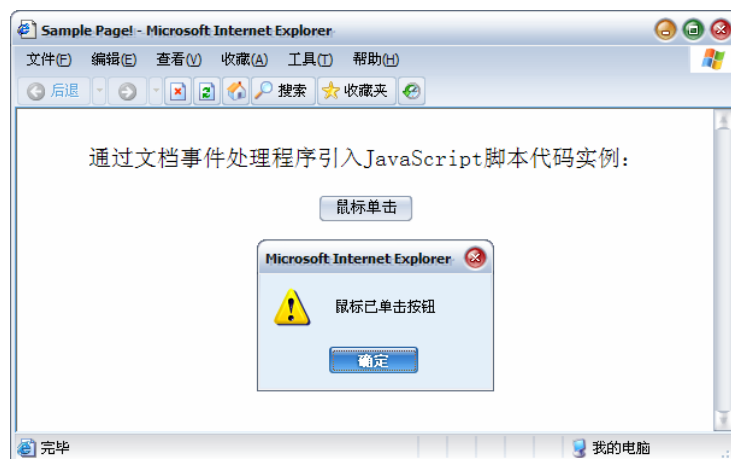 Sample Page! - Microsoft Internet Explorer
文件(F) 编辑(E) 查看(V) 收藏(A) 工具(T) 帮助(H)
后退 搜索 收藏夹
通过文档事件处理程序引入JavaScript脚本代码实例：
鼠标单击
Microsoft Internet Explorer
鼠标已单击按钮
确定
完毕 我的电脑